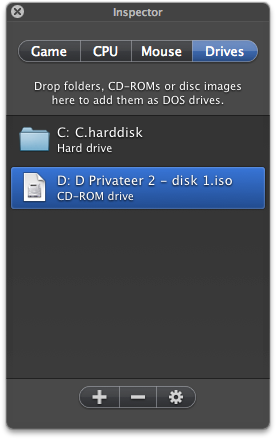 Inspector
Game CPU Mouse Drives
Drop folders, CD-ROMs or disc images
here to add them as DOS drives.
C: C.harddisk
Hard drive
D: D Privateer 2 - disk 1.iso
CD-ROM drive